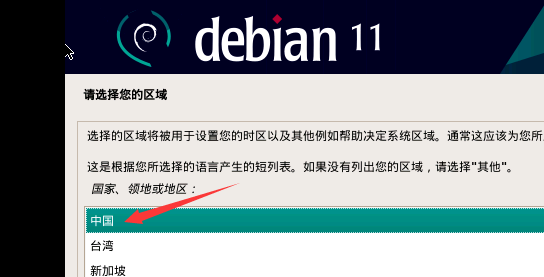 debian 11
请选择您的区域
选择的区域将被用于设置您的时区以及其他例如帮助决定系统区域。通常这应该为您所
这是根据您所选择的语言产生的短列表。如果没有列出您的区域，请选择"其他"。
国家、领地或地区：
中国
台湾
新加坡